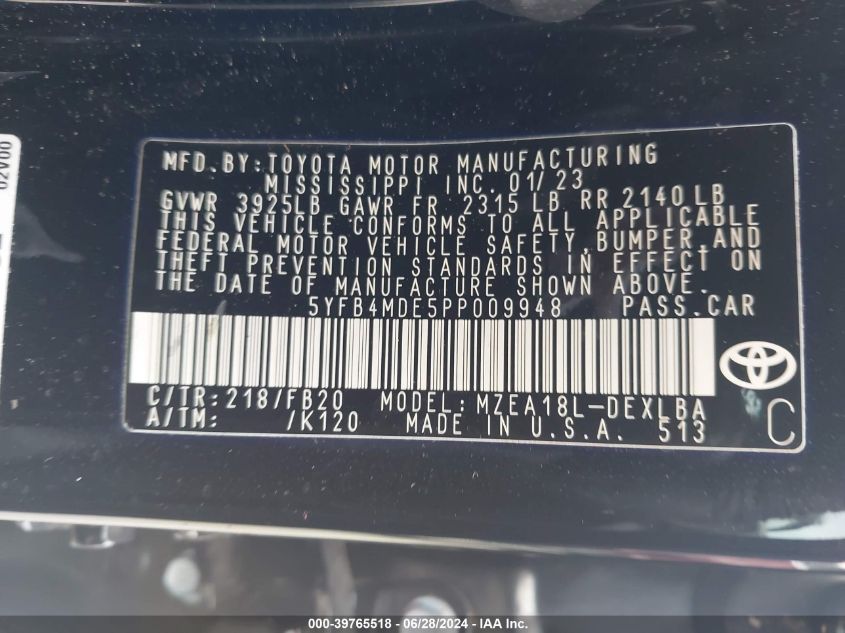 MFD. BY: TOYOTA MOTOR MANUFACTURING
MISSISSIPPI INC. 01/23
GVWR 3925LB GAWR FR 2315 LB RR 2140 LB
THIS VEHICLE CONFORMS TO ALL APPLICABLE
FEDERAL MOTOR VEHICLE SAFETY, BUMPER, AND
THEFT PREVENTION STANDARDS IN EFFECT ON
THE DATE OF MANUFACTURE SHOWN ABOVE.
5YFB4MDE5PP009948 PASS. CAR
C/TR: 218/FB20 MODEL: MZEA18L-DEXLBA
A/TM: /K120 MADE IN U.S.A. 513
C
02V00
000-39765518 - 06/28/2024 - IAA Inc.